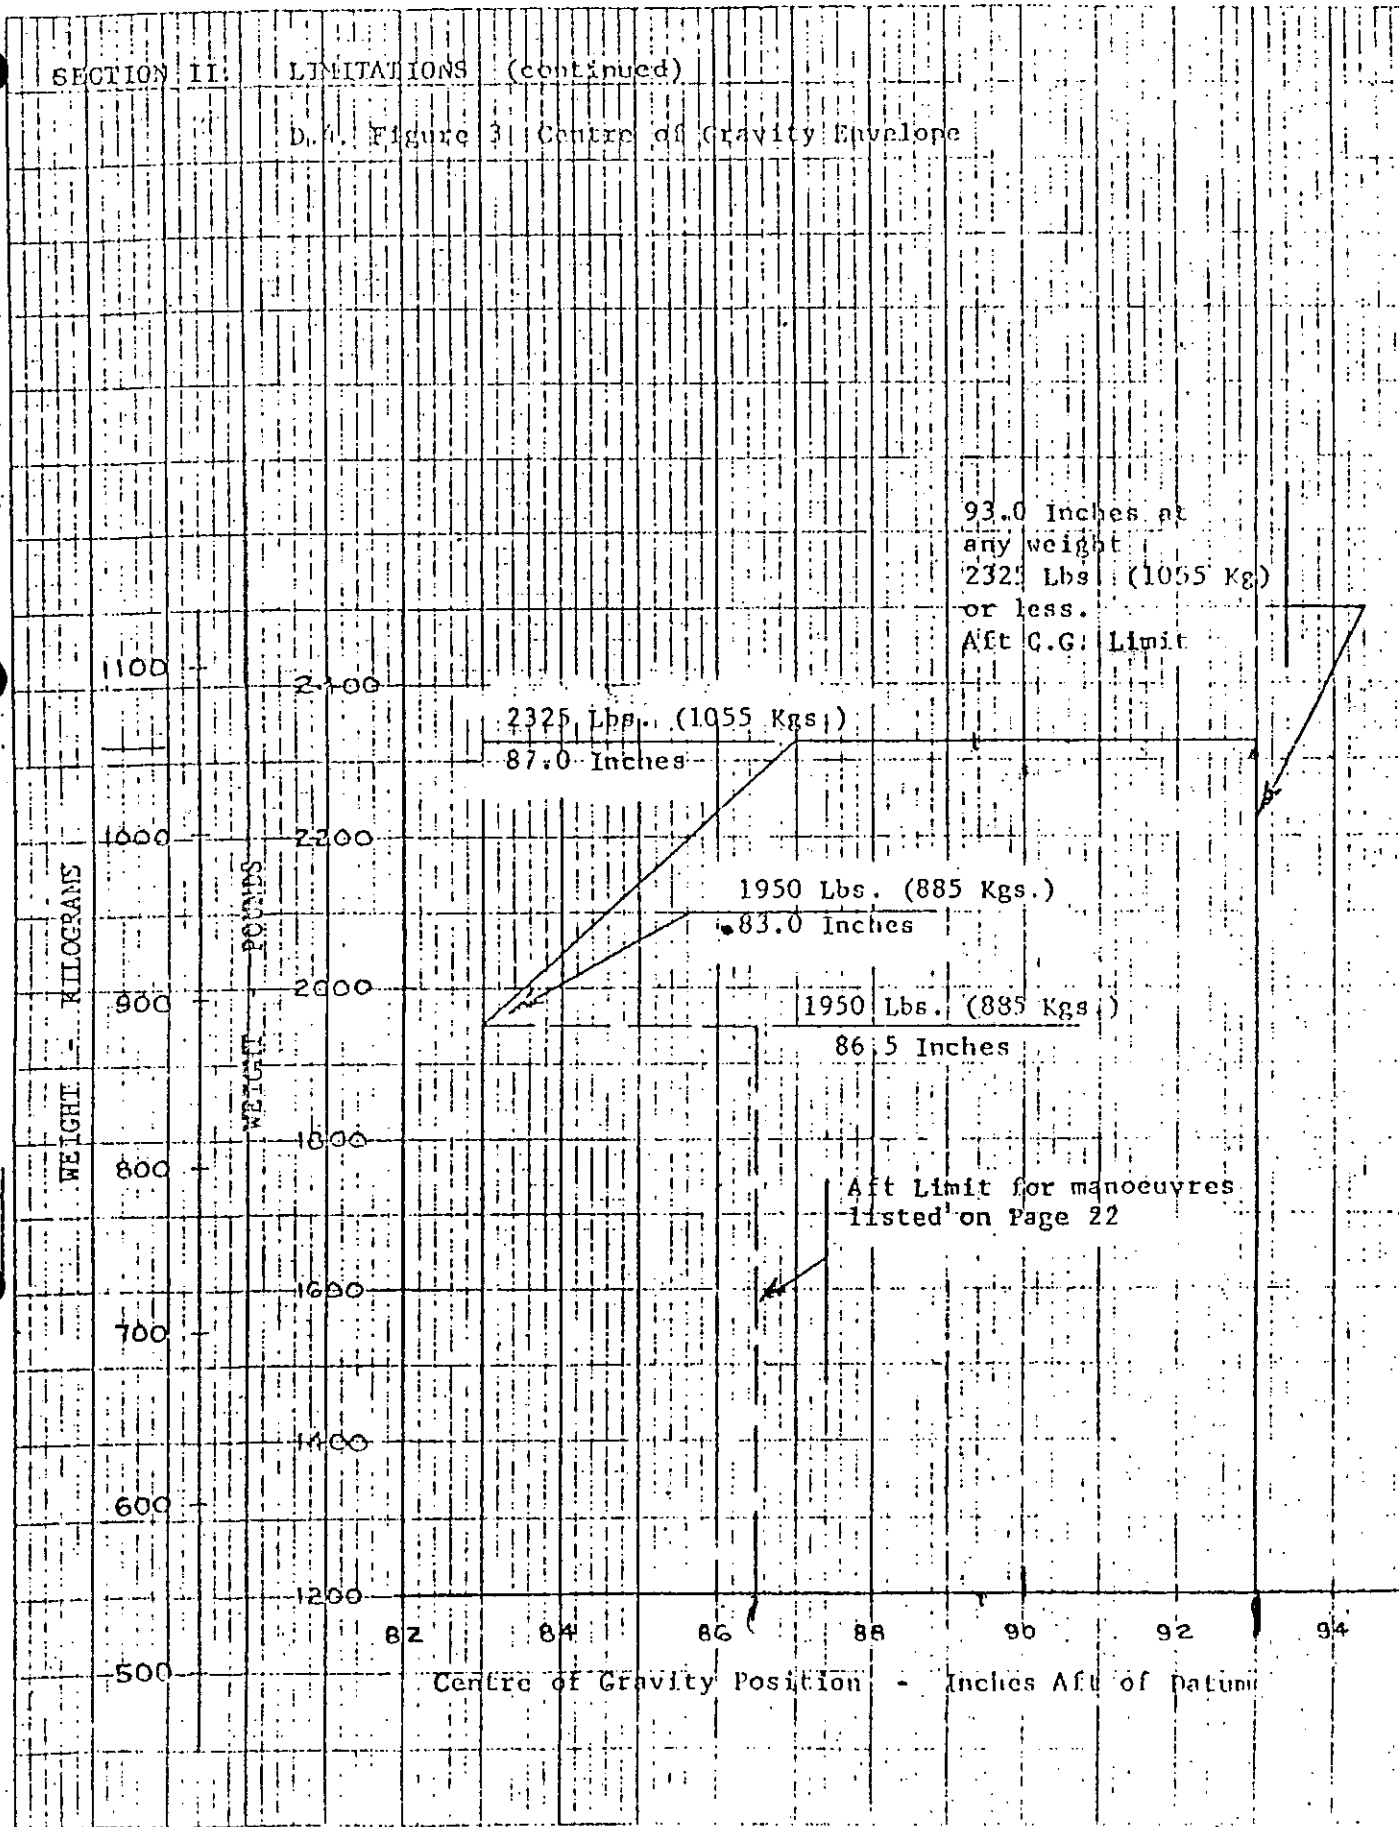 SECTION II. LIMITATIONS (continued)
D.4. Figure 3 Centre of Gravity Envelope
93.0 Inches at
any weight
2325 Lbs. (1055 Kg)
or less.
Aft C.G. Limit
2325 Lbs. (1055 Kgs.)
87.0 Inches
1950 Lbs. (885 Kgs.)
83.0 Inches
1950 Lbs. (885 Kgs.)
86.5 Inches
Aft Limit for manoeuvres
listed on Page 22
WEIGHT - KILOGRAMS
1100
1000
900
800
700
600
500
WEIGHT - POUNDS
2400
2200
2000
1800
1600
1400
1200
82 84 86 88 90 92 94
Centre of Gravity Position - Inches Aft of Datum